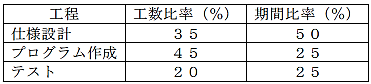 工程 工数比率(%) 期間比率(%)
仕様設計 35 50
プログラム作成 45 25
テスト 20 25